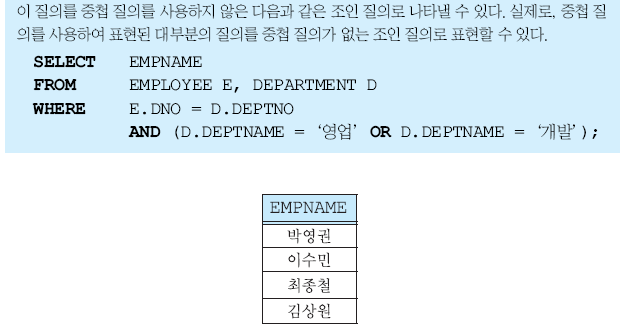 이 질의를 중첩 질의를 사용하지 않은 다음과 같은 조인 질의로 나타낼 수 있다. 실제로, 중첩 질
의를 사용하여 표현된 대부분의 질의를 중첩 질의가 없는 조인 질의로 표현할 수 있다.
SELECT EMPNAME
FROM EMPLOYEE E, DEPARTMENT D
WHERE E.DNO = D.DEPTNO
AND (D.DEPTNAME = ‘영업’ OR D.DEPTNAME = ‘개발’);
EMPNAME
박영권
이수민
최종철
김상원